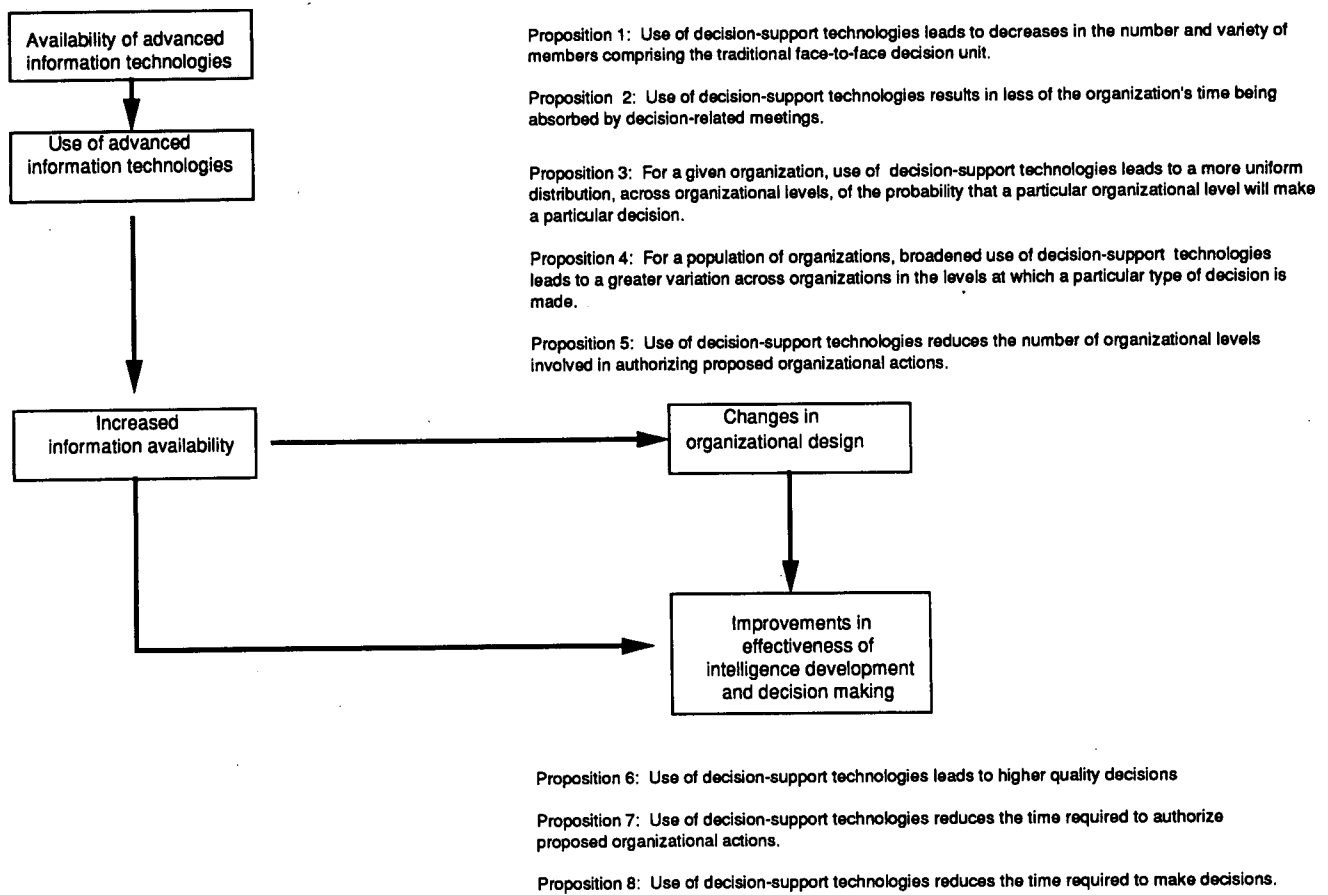 Availability of advanced
information technologies
Use of advanced
information technologies
Proposition 1: Use of decision-support technologies leads to decreases in the number and variety of
members comprising the traditional face-to-face decision unit.
Proposition 2: Use of decision-support technologies results in less of the organization's time being
absorbed by decision-related meetings.
Proposition 3: For a given organization, use of decision-support technologies leads to a more uniform
distribution, across organizational levels, of the probability that a particular organizational level will make
a particular decision.
Proposition 4: For a population of organizations, broadened use of decision-support technologies
leads to a greater variation across organizations in the levels at which a particular type of decision is
made.
Proposition 5: Use of decision-support technologies reduces the number of organizational levels
involved in authorizing proposed organizational actions.
Increased
information availability
Changes in
organizational design
Improvements in
effectiveness of
intelligence development
and decision making
Proposition 6: Use of decision-support technologies leads to higher quality decisions
Proposition 7: Use of decision-support technologies reduces the time required to authorize
proposed organizational actions.
Proposition 8: Use of decision-support technologies reduces the time required to make decisions.